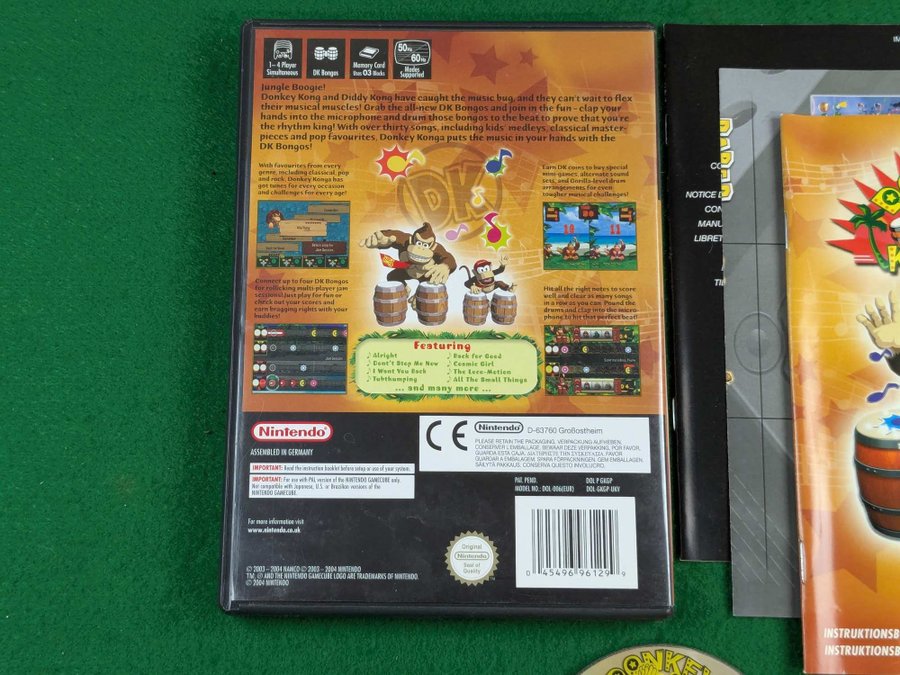 1-4 Player
Simultaneous
DK Bongos
Memory Card
Uses 03 Blocks
50Hz
60Hz
Modes
Supported
Jungle Boogie!
Donkey Kong and Diddy Kong have caught the music bug, and they can't wait to flex
their musical muscles! Grab the all-new DK Bongos and join in the fun - clap your
hands into the microphone and drum those bongos to the beat to prove that you're
the rhythm king! With over thirty songs, including kids' medleys, classical master-
pieces and pop favourites, Donkey Konga puts the music in your hands with the
DK Bongos!
With favourites from every
genre, including classical, pop
and rock, Donkey Konga has
got tunes for every occasion
and challenges for every age!
Earn DK coins to buy special
mini-games, alternate sound
sets, and Gorilla-level drum
arrangements for even
tougher musical challenges!
DK
10 11
Connect up to four DK Bongos
for rollicking multi-player jam
sessions! Just play for fun or
check out your scores and
earn bragging rights with your
buddies!
Hit all the right notes to score
well and clear as many songs
in a row as you can. Pound the
drums and clap into the micro-
phone to hit that perfect beat!
Featuring
Alright
Don't Stop Me Now
I Want You Back
Tubthumping
Back for Good
Cosmic Girl
The Loco-Motion
All The Small Things
... and many more ...
Nintendo
ASSEMBLED IN GERMANY
IMPORTANT: Read the instruction booklet before setup or use of your system.
IMPORTANT: For use with PAL version of the NINTENDO GAMECUBE only.
Not compatible with Japanese, U.S. or Brazilian versions of the
NINTENDO GAMECUBE.
For more information visit
www.nintendo.co.uk
© 2003 - 2004 NAMCO © 2003 - 2004 NINTENDO
TM, ® AND THE NINTENDO GAMECUBE LOGO ARE TRADEMARKS OF NINTENDO.
© 2004 NINTENDO
CE
Nintendo D-63760 Großostheim
PLEASE RETAIN THE PACKAGING. VERPACKUNG AUFHEBEN.
CONSERVER L'EMBALLAGE. BEWAAR DEZE VERPAKKING. POR FAVOR,
GUARDA ESTA CAJA. ΔΙΑΤΗΡΗΣΤΕ ΤΗ ΣΥΣΚΕΥΑΣΙΑ. FAVOR
GUARDAR A EMBALAGEM. SPARA FÖRPACKNINGEN. GEM EMBALLAGEN.
SÄILYTÄ PAKKAUS. CONSERVA QUESTO INVOLUCRO.
PAT. PEND.
MODEL NO.: DOL-006(EUR)
DOL P GKGP
DOL-GKGP-UKV
Original
Nintendo
Seal of
Quality
0 45496 96129 9
NOTICE
MANU
LIBRET
INSTRUKTIONSB
INSTRUKTIONSB
DONKEY